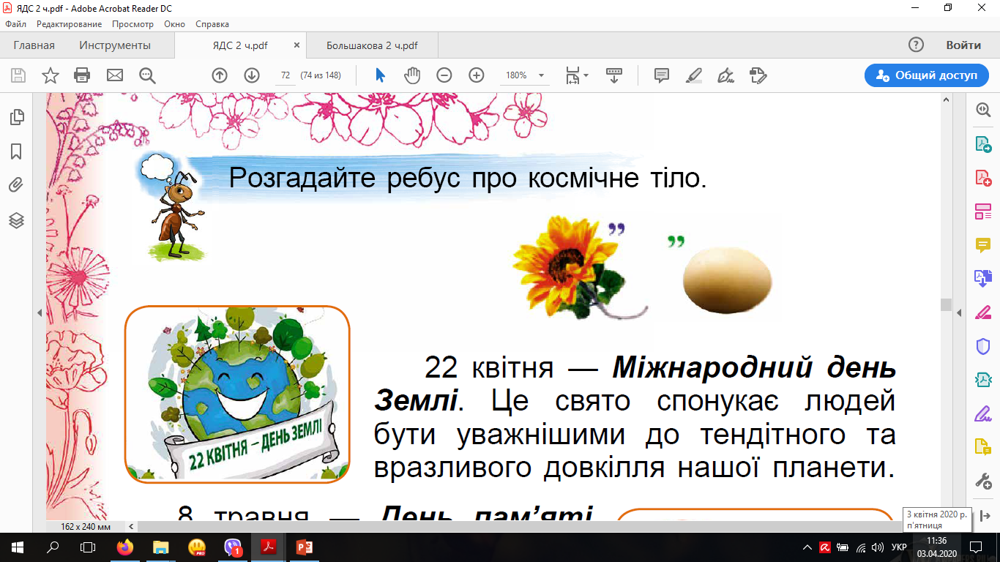 ЯДС 2 ч.pdf - Adobe Acrobat Reader DC
Файл Редактирование Просмотр Окно Справка
Главная Инструменты ЯДС 2 ч.pdf × Большакова 2 ч.pdf ? Войти
72 (74 из 148) 180% Общий доступ
Розгадайте ребус про космічне тіло.
,, ,,
22 квітня — Міжнародний день
Землі. Це свято спонукає людей
бути уважнішими до тендітного та
вразливого довкілля нашої планети.
22 КВІТНЯ – ДЕНЬ ЗЕМЛІ
8 травня — День пам’яті
162 x 240 мм
3 квітня 2020 р.
п'ятниця
PRO 1 УКР 11:36
03.04.2020